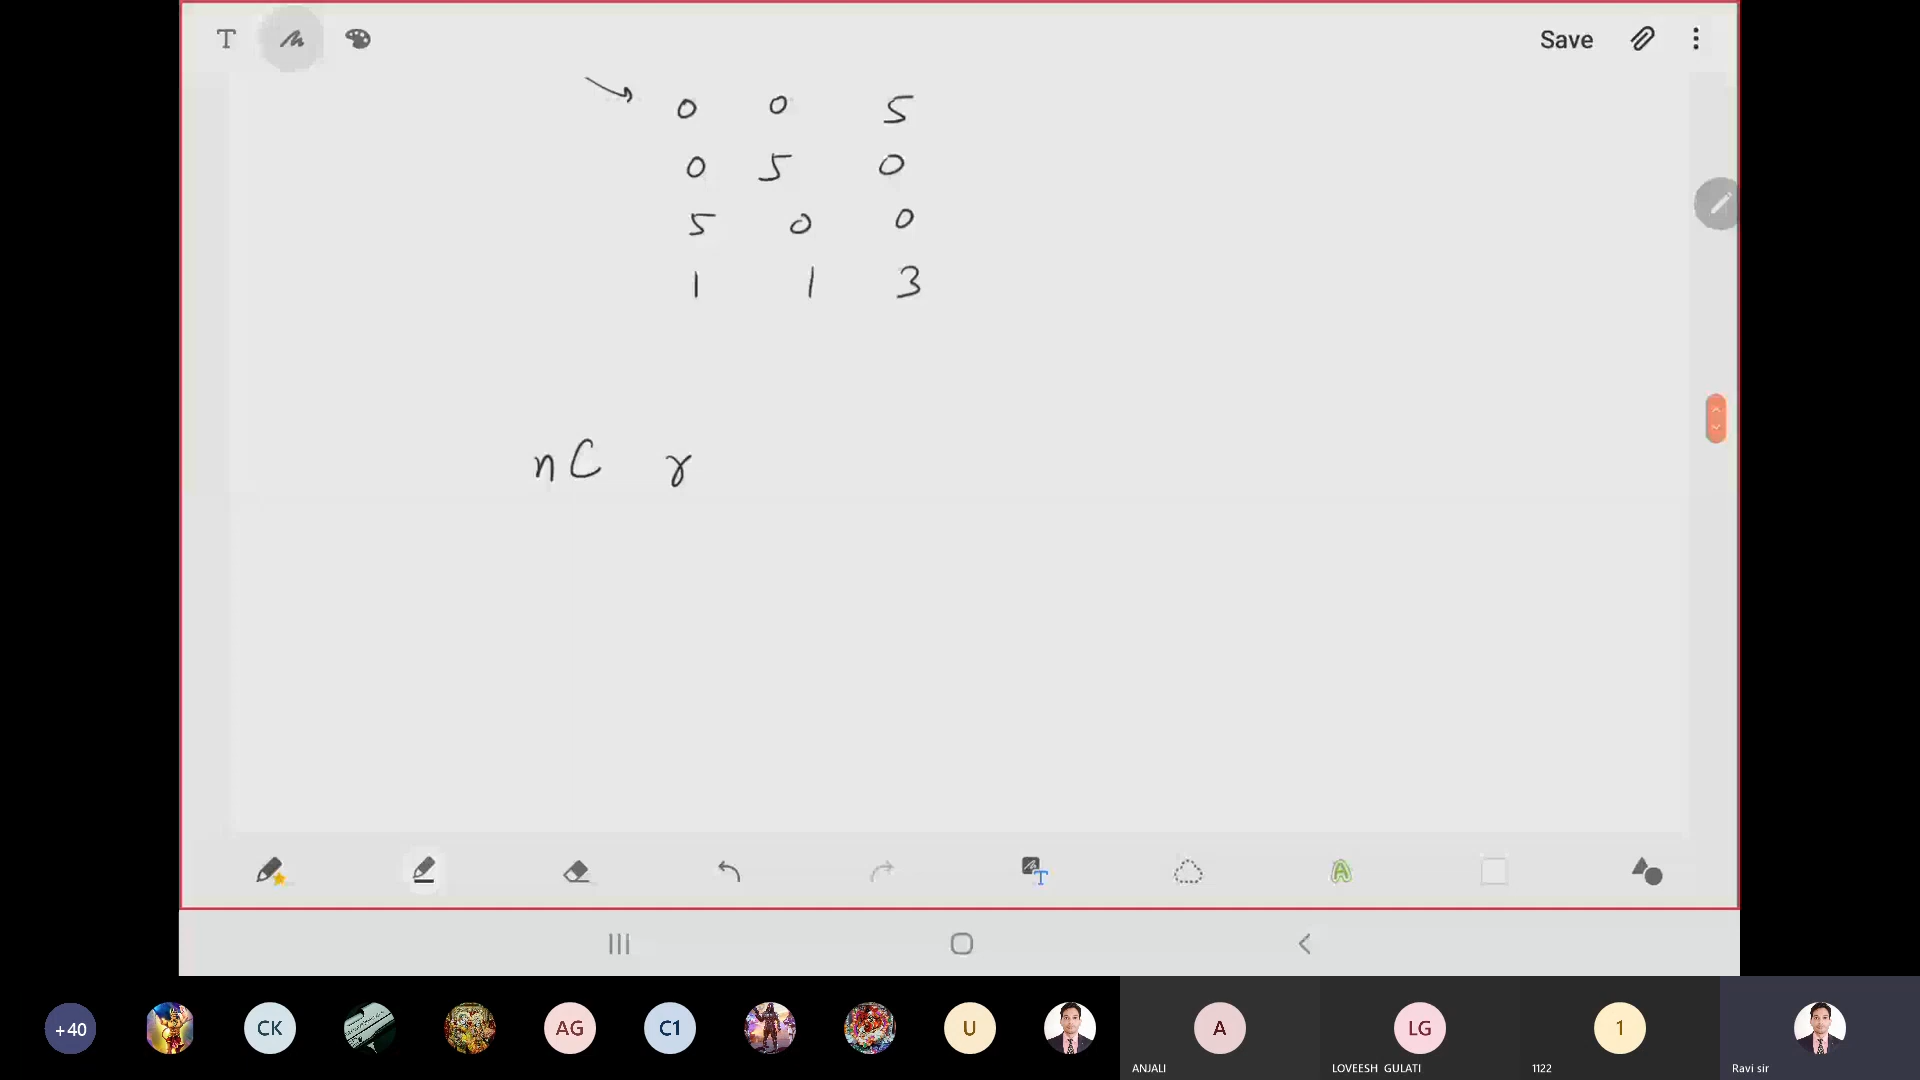 T Save
0 0 5
0 5 0
5 0 0
1 1 3
nC r
T
A
+40 CK AG C1 U A LG 1
ANJALI LOVEESH GULATI 1122 Ravi sir